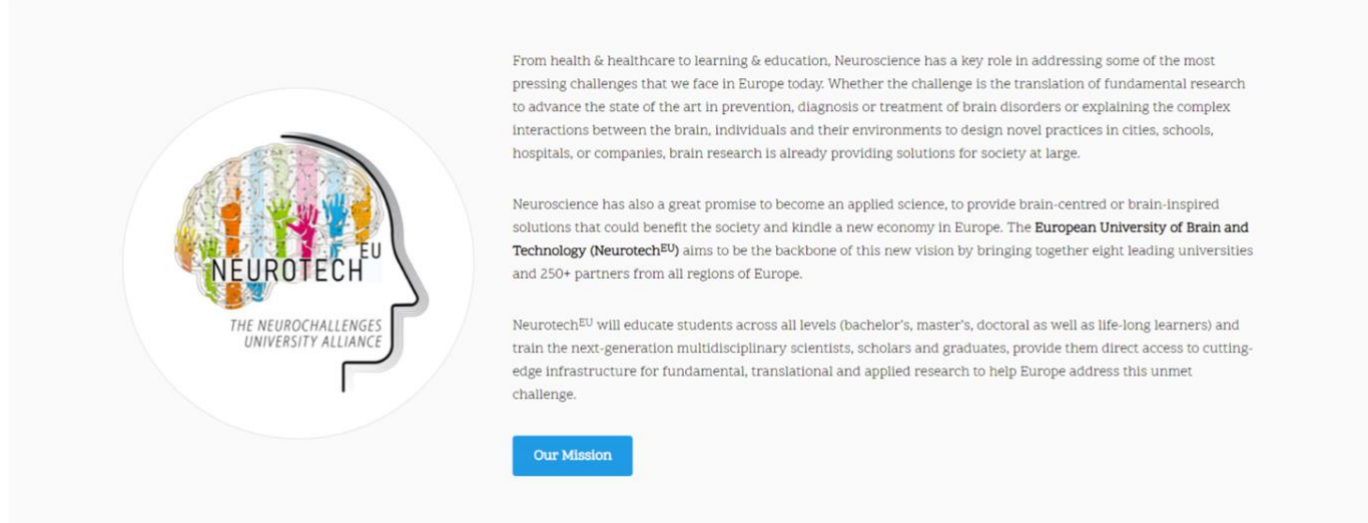 EU
NEUROTECH
THE NEUROCHALLENGES
UNIVERSITY ALLIANCE
From health & healthcare to learning & education, Neuroscience has a key role in addressing some of the most
pressing challenges that we face in Europe today. Whether the challenge is the translation of fundamental research
to advance the state of the art in prevention, diagnosis or treatment of brain disorders or explaining the complex
interactions between the brain, individuals and their environments to design novel practices in cities, schools,
hospitals, or companies, brain research is already providing solutions for society at large.
Neuroscience has also a great promise to become an applied science, to provide brain-centred or brain-inspired
solutions that could benefit the society and kindle a new economy in Europe. The European University of Brain and
Technology (Neurotech^EU) aims to be the backbone of this new vision by bringing together eight leading universities
and 250+ partners from all regions of Europe.
Neurotech^EU will educate students across all levels (bachelor's, master's, doctoral as well as life-long learners) and
train the next-generation multidisciplinary scientists, scholars and graduates, provide them direct access to cutting-
edge infrastructure for fundamental, translational and applied research to help Europe address this unmet
challenge.
Our Mission